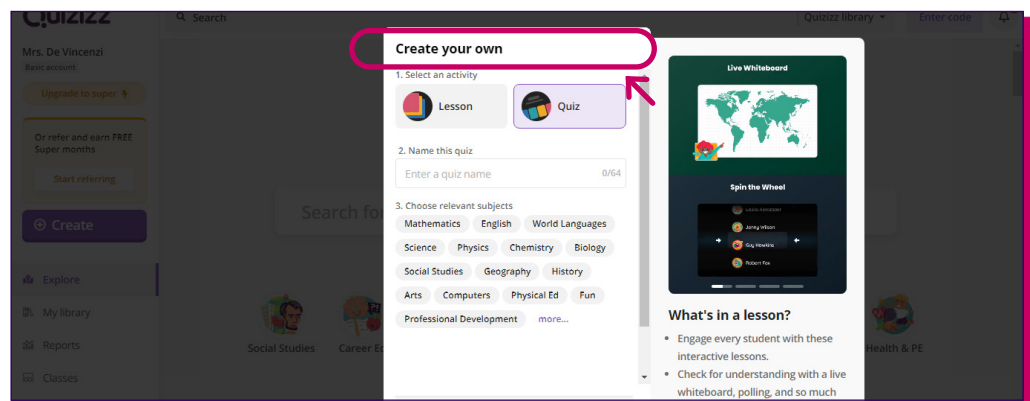 Quizizz
Search
Quizizz library
Enter code
Mrs. De Vincenzi
Basic account
Upgrade to super
Or refer and earn FREE
Super months
Start referring
Create
Explore
My library
Reports
Classes
Search for
Social Studies
Career Ed
Health & PE
Create your own
1. Select an activity
Lesson
Quiz
2. Name this quiz
Enter a quiz name
0/64
3. Choose relevant subjects
Mathematics English World Languages
Science Physics Chemistry Biology
Social Studies Geography History
Arts Computers Physical Ed Fun
Professional Development more...
Live Whiteboard
Spin the Wheel
Jenny Wilson
Guy Hawkins
Robert Fox
What's in a lesson?
• Engage every student with these
interactive lessons.
• Check for understanding with a live
whiteboard, polling, and so much